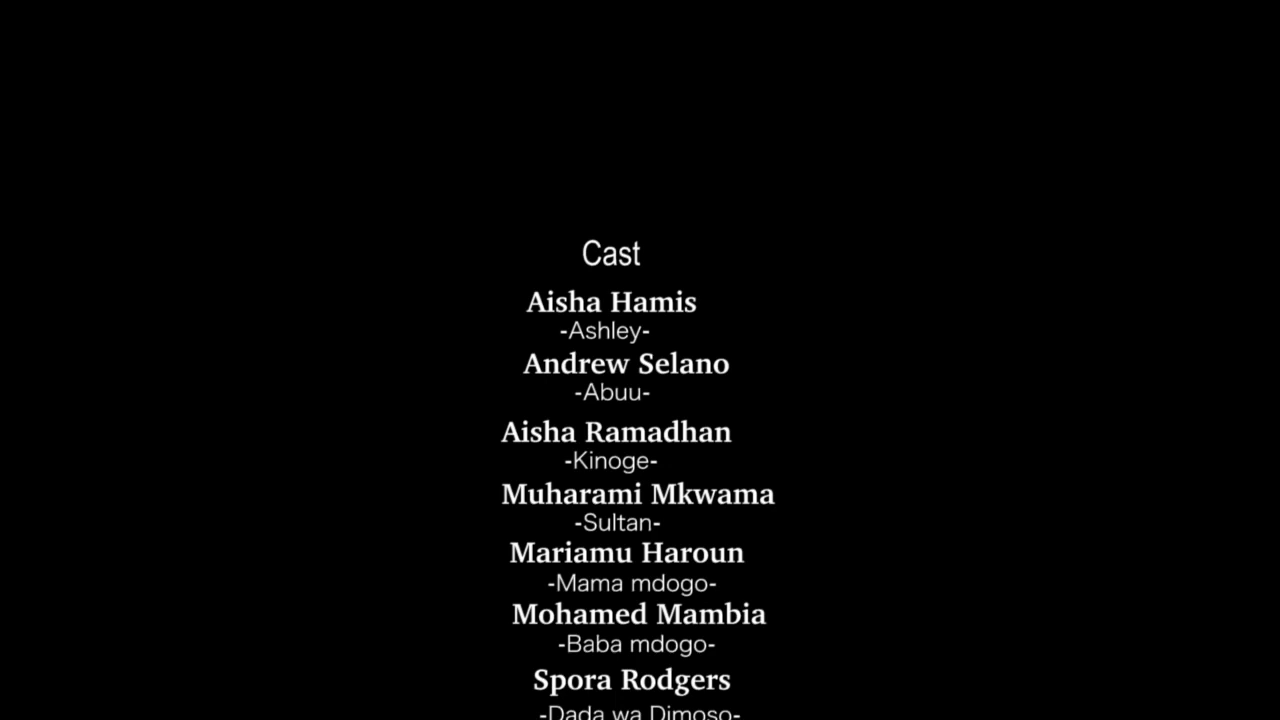 Cast
Aisha Hamis
-Ashley-
Andrew Selano
-Abuu-
Aisha Ramadhan
-Kinoge-
Muharami Mkwama
-Sultan-
Mariamu Haroun
-Mama mdogo-
Mohamed Mambia
-Baba mdogo-
Spora Rodgers
-Dada wa Dimoso-